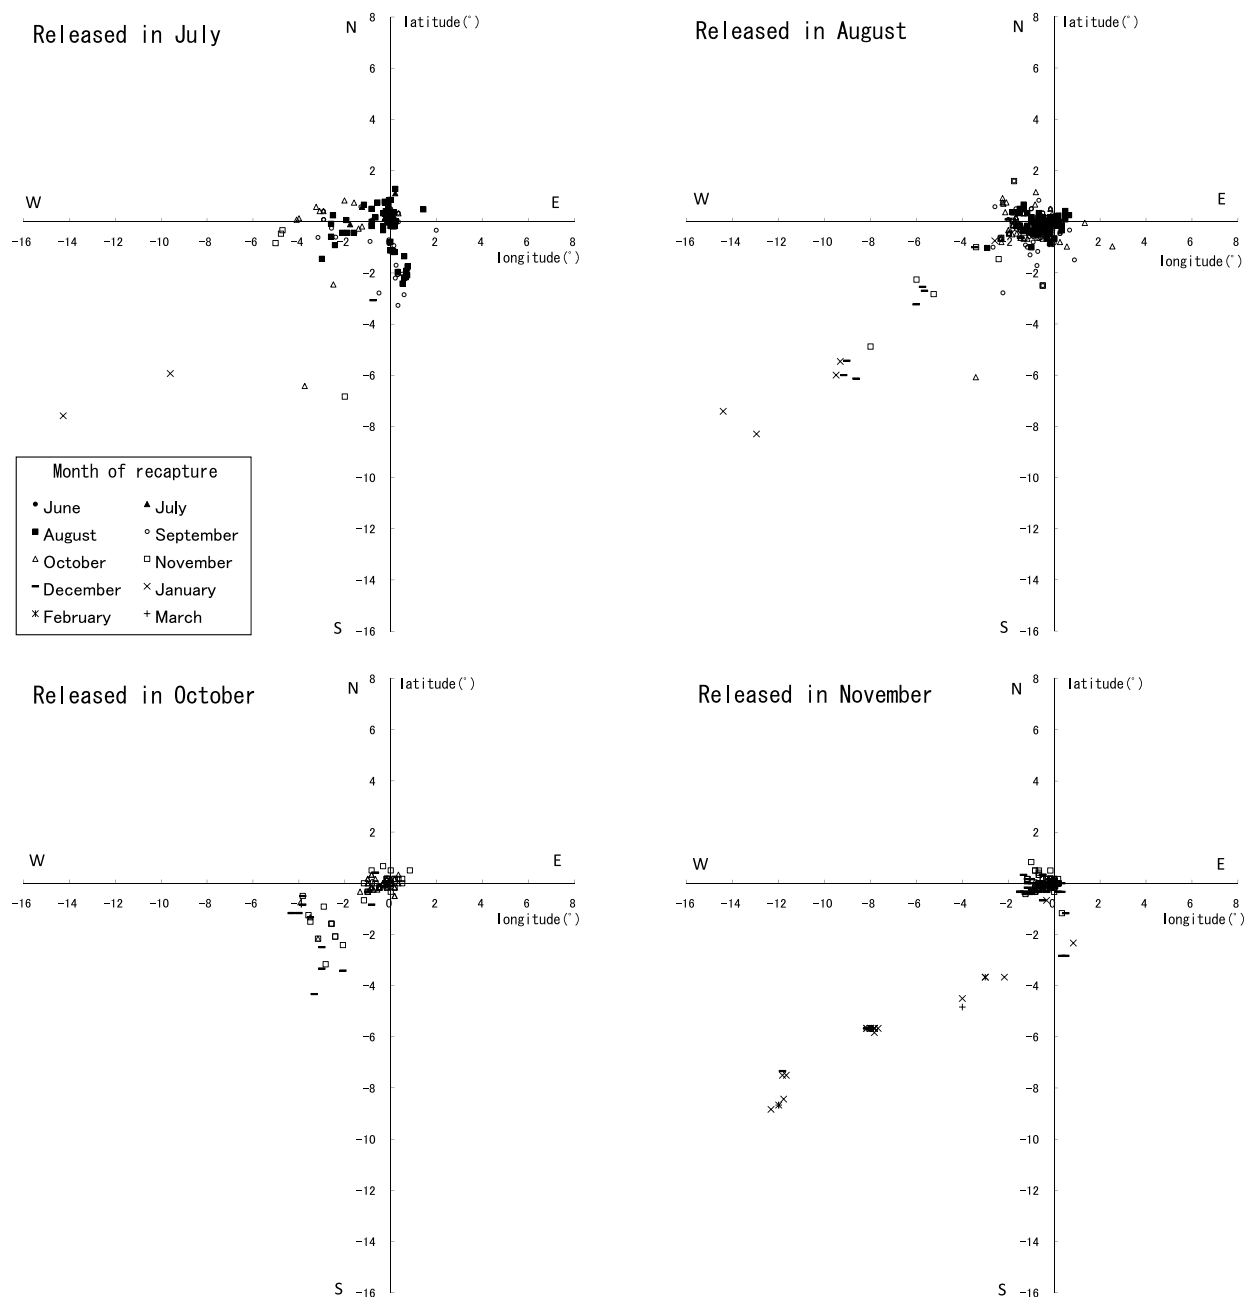 Released in July
N
latitude(°)
8
6
4
2
W
E
-16 -14 -12 -10 -8 -6 -4 -2 0 2 4 6 8
longitude(°)
-2
-4
-6
-8
-10
-12
-14
S
-16
Month of recapture
June
July
August
September
October
November
December
January
February
March
Released in August
N
latitude(°)
8
6
4
2
W
E
-16 -14 -12 -10 -8 -6 -4 -2 0 2 4 6 8
longitude(°)
-2
-4
-6
-8
-10
-12
-14
S
-16
Released in October
N
latitude(°)
8
6
4
2
W
E
-16 -14 -12 -10 -8 -6 -4 -2 0 2 4 6 8
longitude(°)
-2
-4
-6
-8
-10
-12
-14
S
-16
Released in November
N
latitude(°)
8
6
4
2
W
E
-16 -14 -12 -10 -8 -6 -4 -2 0 2 4 6 8
longitude(°)
-2
-4
-6
-8
-10
-12
-14
S
-16